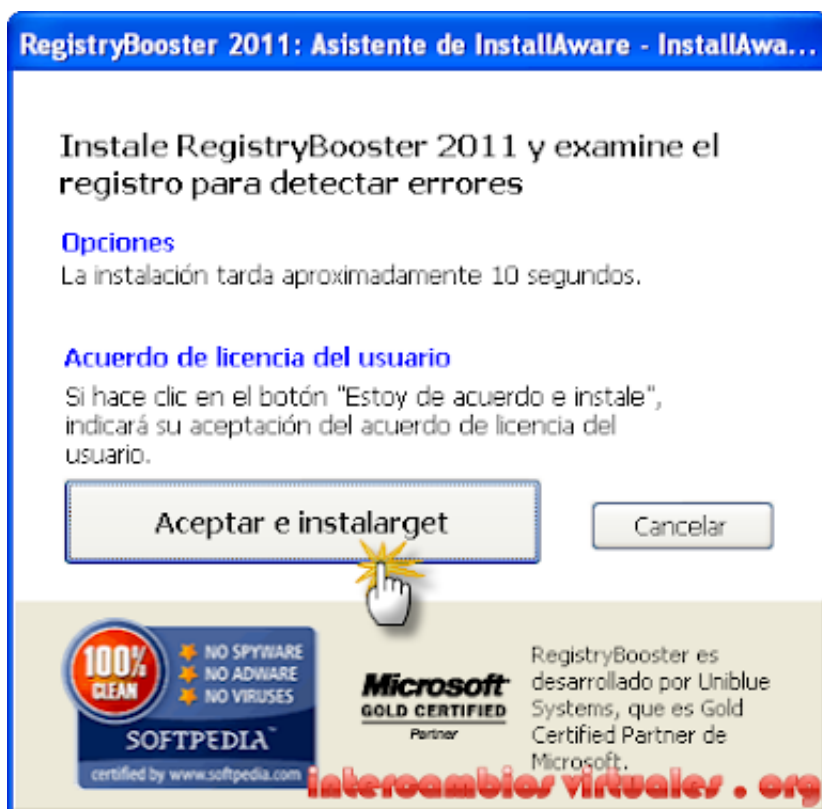 RegistryBooster 2011: Asistente de InstallAware - InstallAwa...
Instale RegistryBooster 2011 y examine el
registro para detectar errores
Opciones
La instalación tarda aproximadamente 10 segundos.
Acuerdo de licencia del usuario
Si hace clic en el botón "Estoy de acuerdo e instale",
indicará su aceptación del acuerdo de licencia del
usuario.
Aceptar e instalarget
Cancelar
100%
CLEAN
NO SPYWARE
NO ADWARE
NO VIRUSES
SOFTPEDIA™
certified by www.softpedia.com
Microsoft
GOLD CERTIFIED
Partner
RegistryBooster es
desarrollado por Uniblue
Systems, que es Gold
Certified Partner de
Microsoft.
intercambios virtuales . org